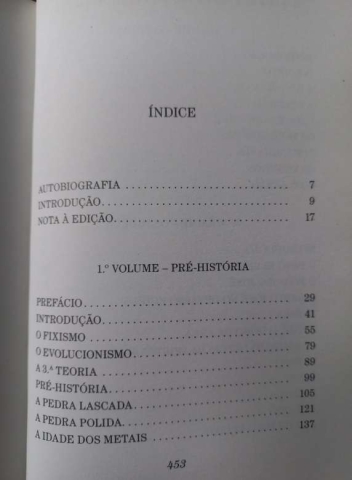 ÍNDICE
AUTOBIOGRAFIA . . . . . . . . . . . . . . . . . . . . . . 7
INTRODUÇÃO. . . . . . . . . . . . . . . . . . . . . . . . . 9
NOTA À EDIÇÃO. . . . . . . . . . . . . . . . . . . . . . . 17
1.º VOLUME – PRÉ-HISTÓRIA
PREFÁCIO. . . . . . . . . . . . . . . . . . . . . . . . . . . 29
INTRODUÇÃO. . . . . . . . . . . . . . . . . . . . . . . . . 41
O FIXISMO . . . . . . . . . . . . . . . . . . . . . . . . . . 55
O EVOLUCIONISMO. . . . . . . . . . . . . . . . . . . . 79
A 3.ª TEORIA . . . . . . . . . . . . . . . . . . . . . . . . 89
PRÉ-HISTÓRIA. . . . . . . . . . . . . . . . . . . . . . . . 99
A PEDRA LASCADA. . . . . . . . . . . . . . . . . . . . 105
A PEDRA POLIDA. . . . . . . . . . . . . . . . . . . . . 121
A IDADE DOS METAIS . . . . . . . . . . . . . . . . . 137
453